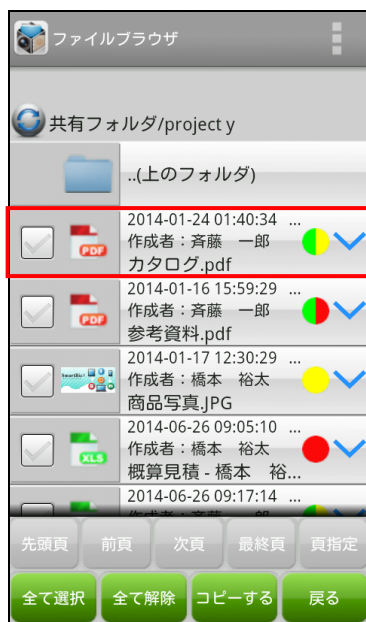 ファイルブラウザ
共有フォルダ/project y
..(上のフォルダ)
2014-01-24 01:40:34 ...
作成者：斉藤　一郎
カタログ.pdf
PDF
2014-01-16 15:59:29 ...
作成者：斉藤　一郎
参考資料.pdf
PDF
2014-01-17 12:30:29 ...
作成者：橋本　裕太
商品写真.JPG
2014-06-26 09:05:10 ...
作成者：橋本　裕太
概算見積 - 橋本　裕...
XLS
2014-06-26 09:17:14 ...
先頭頁
前頁
次頁
最終頁
頁指定
全て選択
全て解除
コピーする
戻る